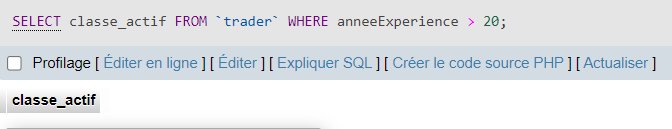 SELECT classe_actif FROM `trader` WHERE anneeExperience > 20;
Profilage [ Éditer en ligne ] [ Éditer ] [ Expliquer SQL ] [ Créer le code source PHP ] [ Actualiser ]
classe_actif